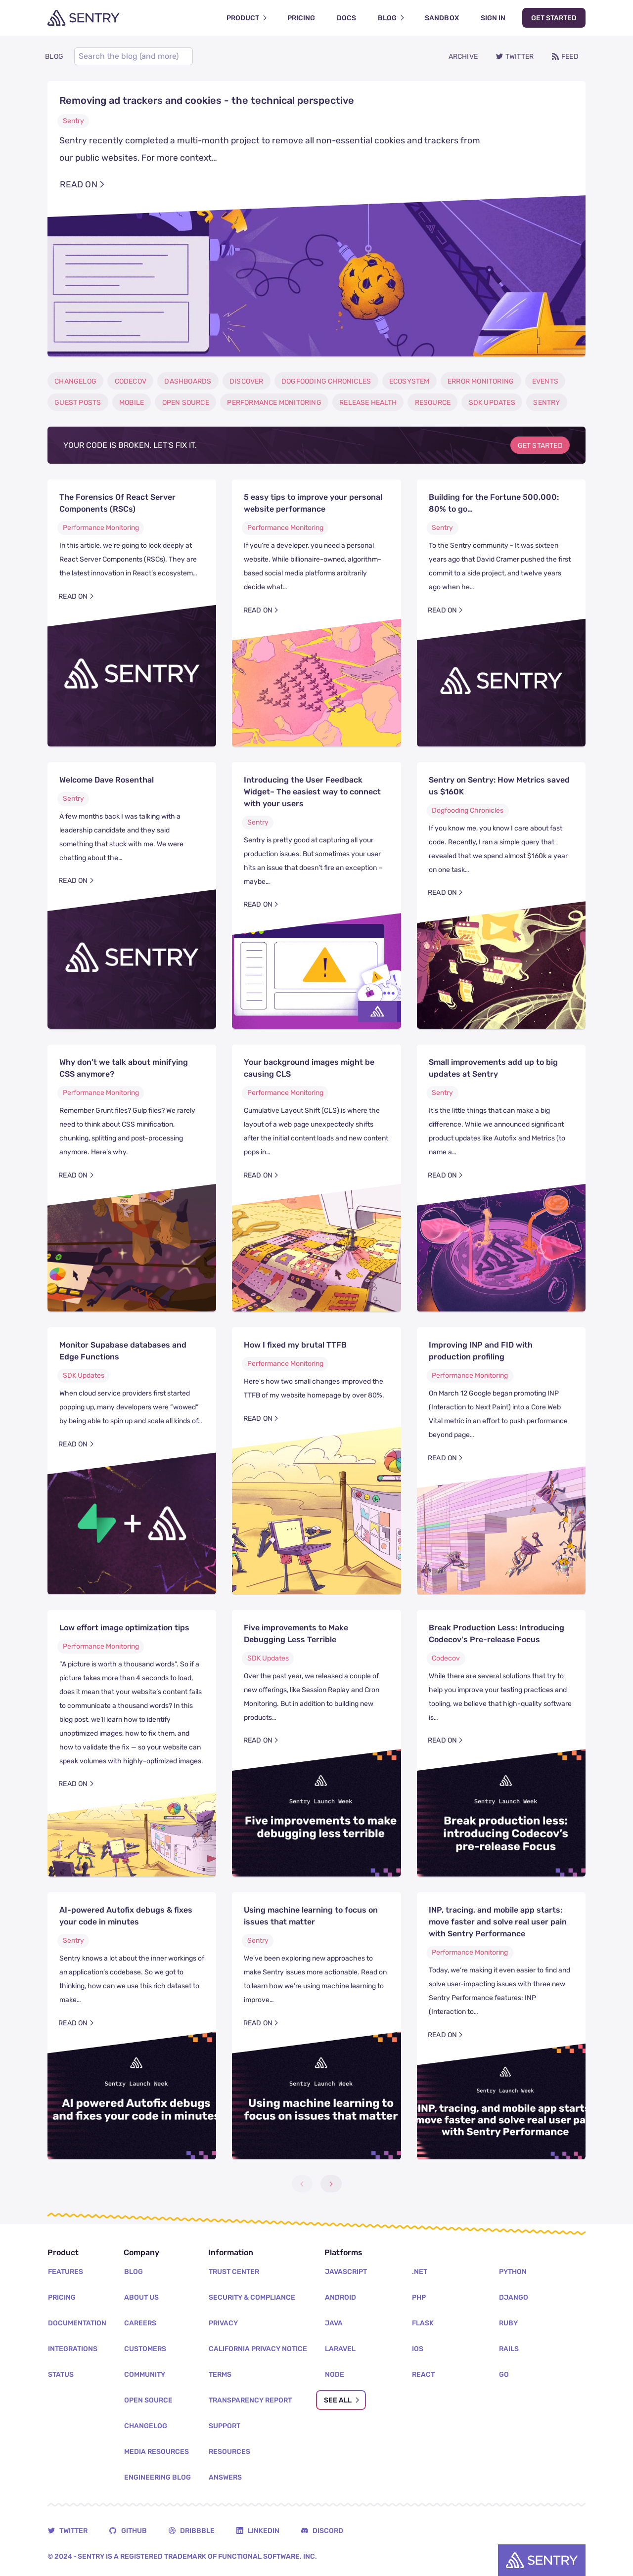 SENTRY
PRODUCT
PRICING
DOCS
BLOG
SANDBOX
SIGN IN
GET STARTED
BLOG
Search the blog (and more)
ARCHIVE
TWITTER
FEED
Removing ad trackers and cookies - the technical perspective
Sentry
Sentry recently completed a multi-month project to remove all non-essential cookies and trackers from
our public websites. For more context…
READ ON
CHANGELOG
CODECOV
DASHBOARDS
DISCOVER
DOGFOODING CHRONICLES
ECOSYSTEM
ERROR MONITORING
EVENTS
GUEST POSTS
MOBILE
OPEN SOURCE
PERFORMANCE MONITORING
RELEASE HEALTH
RESOURCE
SDK UPDATES
SENTRY
YOUR CODE IS BROKEN. LET'S FIX IT.
GET STARTED
The Forensics Of React Server
Components (RSCs)
Performance Monitoring
In this article, we're going to look deeply at
React Server Components (RSCs). They are
the latest innovation in React's ecosystem…
READ ON
SENTRY
5 easy tips to improve your personal
website performance
Performance Monitoring
If you're a developer, you need a personal
website. While billionaire-owned, algorithm-
based social media platforms arbitrarily
decide what…
READ ON
Building for the Fortune 500,000:
80% to go…
Sentry
To the Sentry community - It was sixteen
years ago that David Cramer pushed the first
commit to a side project, and twelve years
ago when he…
READ ON
SENTRY
Welcome Dave Rosenthal
Sentry
A few months back I was talking with a
leadership candidate and they said
something that stuck with me. We were
chatting about the…
READ ON
SENTRY
Introducing the User Feedback
Widget– The easiest way to connect
with your users
Sentry
Sentry is pretty good at capturing all your
production issues. But sometimes your user
hits an issue that doesn't fire an exception –
maybe…
READ ON
Sentry on Sentry: How Metrics saved
us $160K
Dogfooding Chronicles
If you know me, you know I care about fast
code. Recently, I ran a simple query that
revealed that we spend almost $160k a year
on one task…
READ ON
Why don't we talk about minifying
CSS anymore?
Performance Monitoring
Remember Grunt files? Gulp files? We rarely
need to think about CSS minification,
chunking, splitting and post-processing
anymore. Here's why.
READ ON
Your background images might be
causing CLS
Performance Monitoring
Cumulative Layout Shift (CLS) is where the
layout of a web page unexpectedly shifts
after the initial content loads and new content
pops in…
READ ON
Small improvements add up to big
updates at Sentry
Sentry
It's the little things that can make a big
difference. While we announced significant
product updates like Autofix and Metrics (to
name a…
READ ON
Monitor Supabase databases and
Edge Functions
SDK Updates
When cloud service providers first started
popping up, many developers were "wowed"
by being able to spin up and scale all kinds of…
READ ON
How I fixed my brutal TTFB
Performance Monitoring
Here's how two small changes improved the
TTFB of my website homepage by over 80%.
READ ON
Improving INP and FID with
production profiling
Performance Monitoring
On March 12 Google began promoting INP
(Interaction to Next Paint) into a Core Web
Vital metric in an effort to push performance
beyond page…
READ ON
Low effort image optimization tips
Performance Monitoring
"A picture is worth a thousand words". So if a
picture takes more than 4 seconds to load,
does it mean that your website's content fails
to communicate a thousand words? In this
blog post, we'll learn how to identify
unoptimized images, how to fix them, and
how to validate the fix — so your website can
speak volumes with highly-optimized images.
READ ON
Five improvements to Make
Debugging Less Terrible
SDK Updates
Over the past year, we released a couple of
new offerings, like Session Replay and Cron
Monitoring. But in addition to building new
products…
READ ON
Sentry Launch Week
Five improvements to make
debugging less terrible
Break Production Less: Introducing
Codecov's Pre-release Focus
Codecov
While there are several solutions that try to
help you improve your testing practices and
tooling, we believe that high-quality software
is…
READ ON
Sentry Launch Week
Break production less:
introducing Codecov's
pre-release Focus
AI-powered Autofix debugs & fixes
your code in minutes
Sentry
Sentry knows a lot about the inner workings of
an application's codebase. So we got to
thinking, how can we use this rich dataset to
make…
READ ON
Sentry Launch Week
AI powered Autofix debugs
and fixes your code in minutes
Using machine learning to focus on
issues that matter
Sentry
We've been exploring new approaches to
make Sentry issues more actionable. Read on
to learn how we're using machine learning to
improve…
READ ON
Sentry Launch Week
Using machine learning to
focus on issues that matter
INP, tracing, and mobile app starts:
move faster and solve real user pain
with Sentry Performance
Performance Monitoring
Today, we're making it even easier to find and
solve user-impacting issues with three new
Sentry Performance features: INP
(Interaction to…
READ ON
Sentry Launch Week
INP, tracing, and mobile app starts
move faster and solve real user pa
with Sentry Performance
Product
FEATURES
PRICING
DOCUMENTATION
INTEGRATIONS
STATUS
Company
BLOG
ABOUT US
CAREERS
CUSTOMERS
COMMUNITY
OPEN SOURCE
CHANGELOG
MEDIA RESOURCES
ENGINEERING BLOG
Information
TRUST CENTER
SECURITY & COMPLIANCE
PRIVACY
CALIFORNIA PRIVACY NOTICE
TERMS
TRANSPARENCY REPORT
SUPPORT
RESOURCES
ANSWERS
Platforms
JAVASCRIPT
ANDROID
JAVA
LARAVEL
NODE
.NET
PHP
FLASK
IOS
REACT
PYTHON
DJANGO
RUBY
RAILS
GO
SEE ALL
TWITTER
GITHUB
DRIBBBLE
LINKEDIN
DISCORD
© 2024 • SENTRY IS A REGISTERED TRADEMARK OF FUNCTIONAL SOFTWARE, INC.
SENTRY